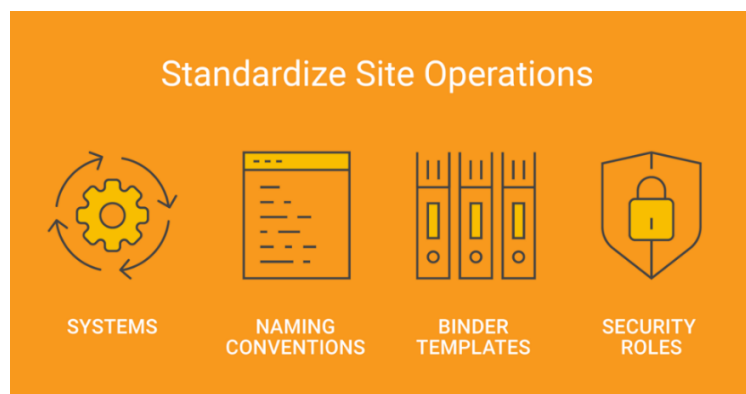 Standardize Site Operations
SYSTEMS
NAMING
CONVENTIONS
BINDER
TEMPLATES
SECURITY
ROLES